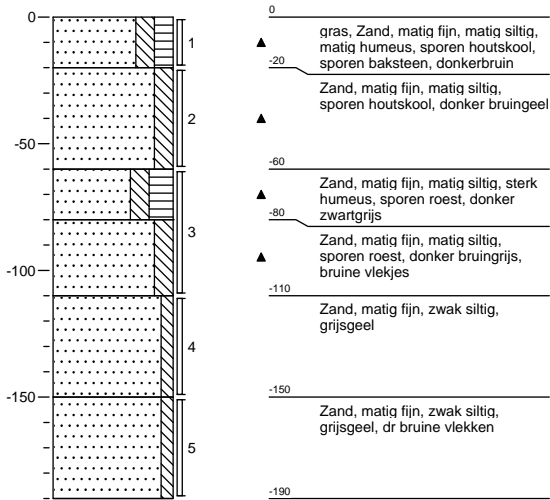 0
-50
-100
-150
1
2
3
4
5
0
gras, Zand, matig fijn, matig siltig,
matig humeus, sporen houtskool,
sporen baksteen, donkerbruin
-20
Zand, matig fijn, matig siltig,
sporen houtskool, donker bruingeel
-60
Zand, matig fijn, matig siltig, sterk
humeus, sporen roest, donker
zwartgrijs
-80
Zand, matig fijn, matig siltig,
sporen roest, donker bruingrijs,
bruine vlekjes
-110
Zand, matig fijn, zwak siltig,
grijsgeel
-150
Zand, matig fijn, zwak siltig,
grijsgeel, dr bruine vlekken
-190